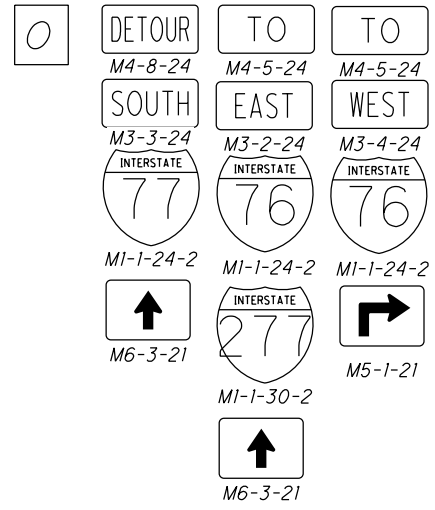 O
DETOUR
M4-8-24
SOUTH
M3-3-24
INTERSTATE
77
M1-1-24-2
M6-3-21
TO
M4-5-24
EAST
M3-2-24
INTERSTATE
76
M1-1-24-2
INTERSTATE
277
M1-1-30-2
M6-3-21
TO
M4-5-24
WEST
M3-4-24
INTERSTATE
76
M1-1-24-2
M5-1-21